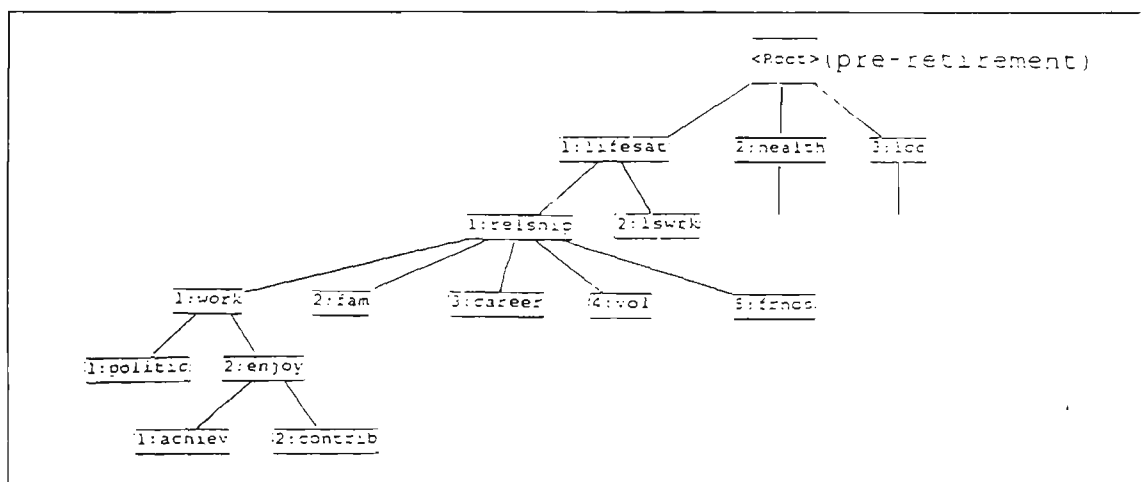 <Root> (pre-retirement)
1:lifesat 2:health 3:loc
1:relship 2:lswrk
1:work 2:fam 3:career 4:vol 5:frnds
1:politic 2:enjoy
1:achiev 2:contrib